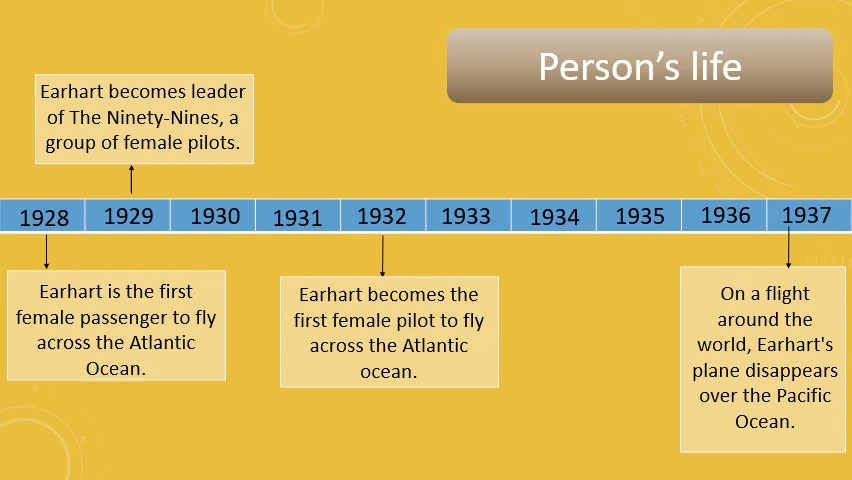 Person's life
Earhart becomes leader
of The Ninety-Nines, a
group of female pilots.
1928 1929 1930 1931 1932 1933 1934 1935 1936 1937
Earhart is the first
female passenger to fly
across the Atlantic
Ocean.
Earhart becomes the
first female pilot to fly
across the Atlantic
ocean.
On a flight
around the
world, Earhart's
plane disappears
over the Pacific
Ocean.